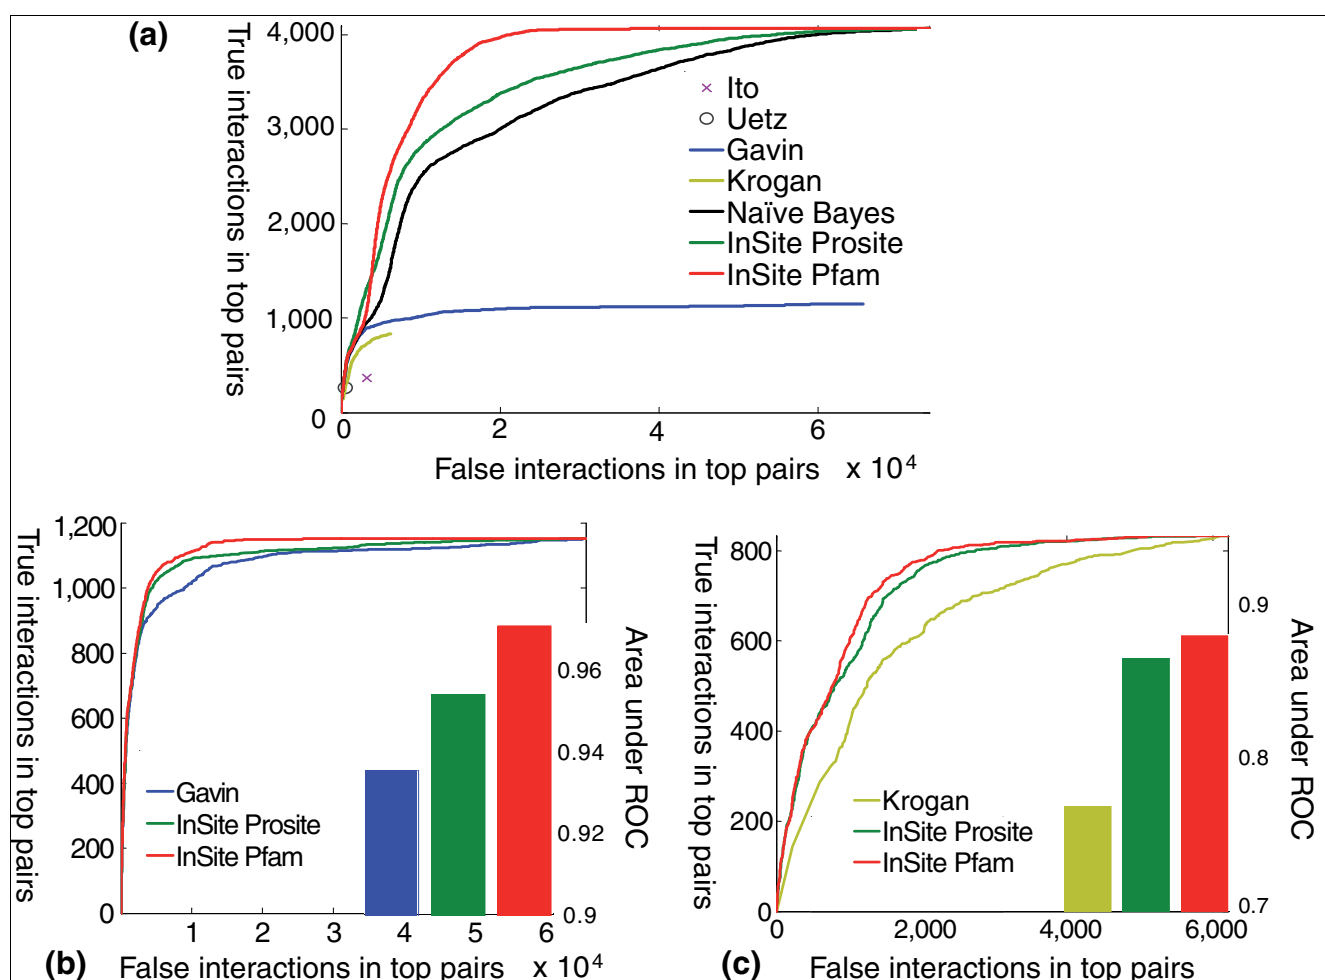 (a)
True interactions in top pairs
4,000
3,000
2,000
1,000
0
0 2 4 6
False interactions in top pairs x 10⁴
Ito
Uetz
Gavin
Krogan
Naïve Bayes
InSite Prosite
InSite Pfam
True interactions in top pairs
1,200
1,000
800
600
400
200
0
1 2 3 4 5 6
(b) False interactions in top pairs x 10⁴
Gavin
InSite Prosite
InSite Pfam
0.96
0.94
0.92
0.9
Area under ROC
True interactions in top pairs
800
600
400
200
0
0 2,000 4,000 6,000
(c) False interactions in top pairs
Krogan
InSite Prosite
InSite Pfam
0.9
0.8
0.7
Area under ROC